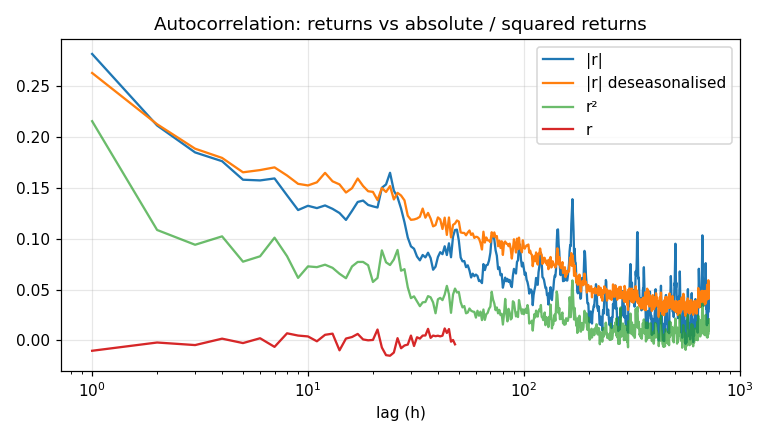 Autocorrelation: returns vs absolute / squared returns
|r|
|r| deseasonalised
r²
r
0.25
0.20
0.15
0.10
0.05
0.00
10⁰ 10¹ 10² 10³
lag (h)